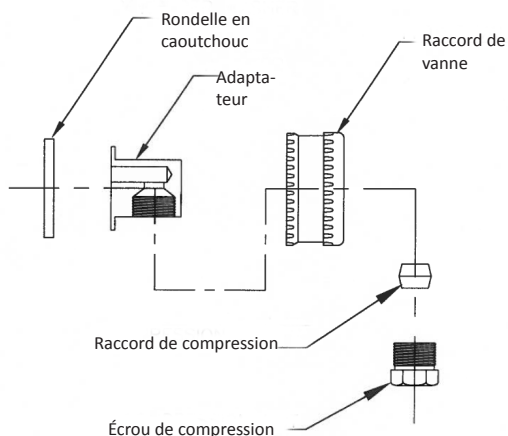 Rondelle en
caoutchouc
Raccord de
vanne
Adapta-
teur
Raccord de compression
Écrou de compression